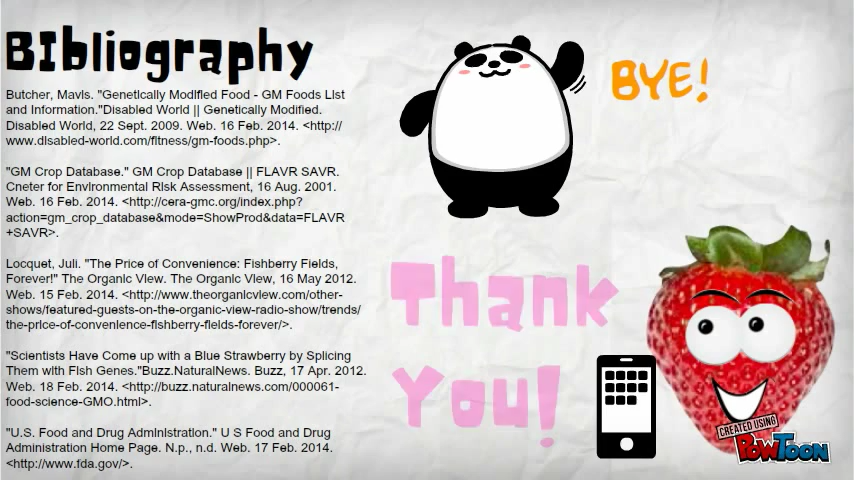 BIblIography
Butcher, Mavis. "Genetically Modified Food - GM Foods List
and Information."Disabled World || Genetically Modified.
Disabled World, 22 Sept. 2009. Web. 16 Feb. 2014. <http://
www.disabled-world.com/fitness/gm-foods.php>.
"GM Crop Database." GM Crop Database || FLAVR SAVR.
Cneter for Environmental Risk Assessment, 16 Aug. 2001.
Web. 16 Feb. 2014. <http://cera-gmc.org/index.php?
action=gm_crop_database&mode=ShowProd&data=FLAVR
+SAVR>.
Locquet, Juli. "The Price of Convenience: Fishberry Fields,
Forever!" The Organic View. The Organic View, 16 May 2012.
Web. 15 Feb. 2014. <http://www.theorganicview.com/other-
shows/featured-guests-on-the-organic-view-radio-show/trends/
the-price-of-convenience-fishberry-fields-forever/>.
"Scientists Have Come up with a Blue Strawberry by Splicing
Them with Fish Genes."Buzz.NaturalNews. Buzz, 17 Apr. 2012.
Web. 18 Feb. 2014. <http://buzz.naturalnews.com/000061-
food-science-GMO.html>.
"U.S. Food and Drug Administration." U S Food and Drug
Administration Home Page. N.p., n.d. Web. 17 Feb. 2014.
<http://www.fda.gov/>.
BYE!
Thank
You!
CREATED USING
POWTOON